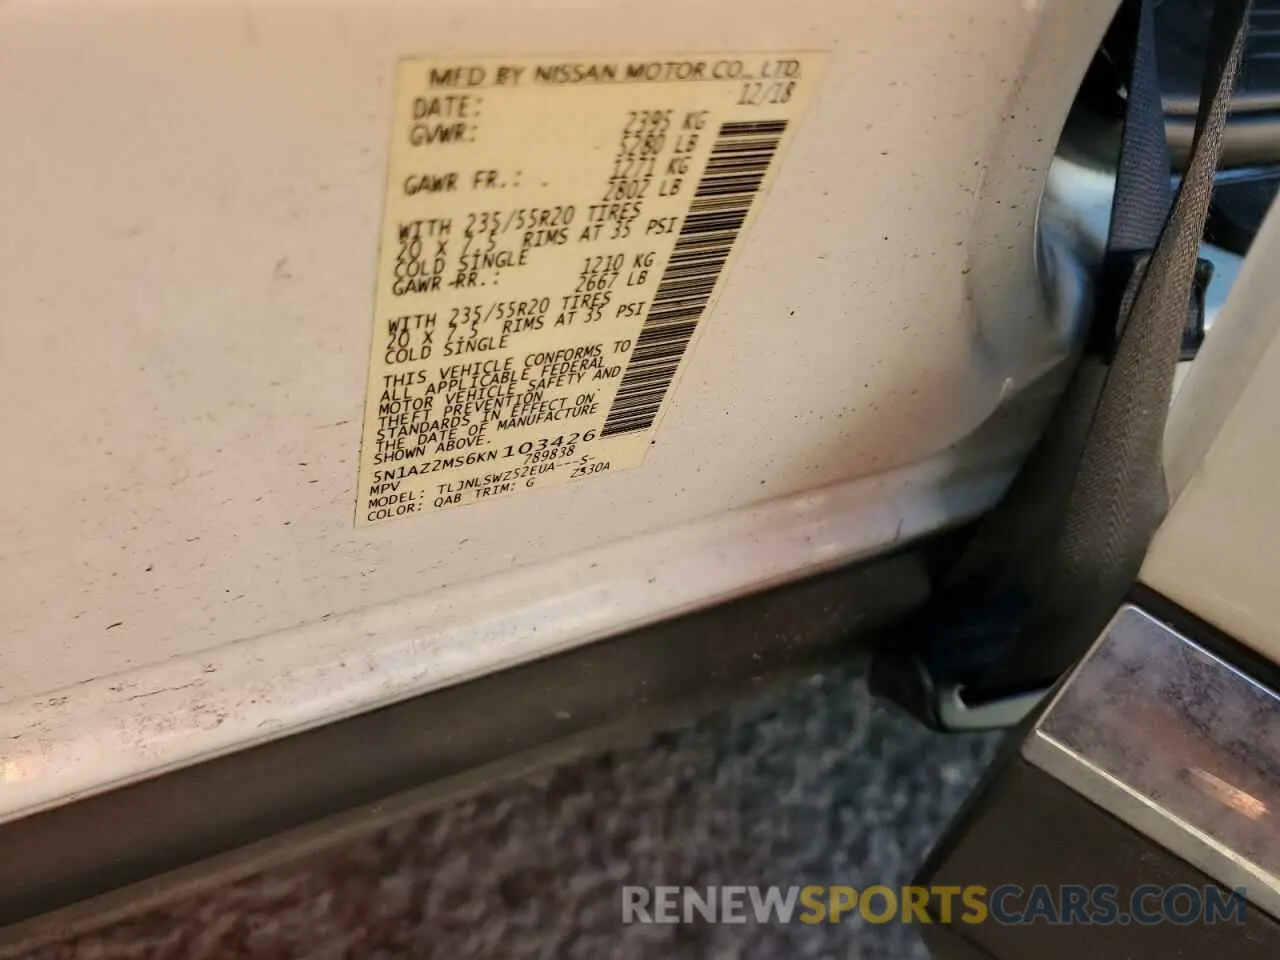 MFD BY NISSAN MOTOR CO., LTD.
DATE: 12/18
GVWR: 2395 KG
5280 LB
GAWR FR.: 1271 KG
2802 LB
WITH 235/55R20 TIRES
20 X 7.5 RIMS AT 35 PSI
COLD SINGLE
GAWR RR.: 1210 KG
2667 LB
WITH 235/55R20 TIRES
20 X 7.5 RIMS AT 35 PSI
COLD SINGLE
THIS VEHICLE CONFORMS TO
ALL APPLICABLE FEDERAL
MOTOR VEHICLE SAFETY AND
THEFT PREVENTION
STANDARDS IN EFFECT ON
THE DATE OF MANUFACTURE
SHOWN ABOVE.
5N1AZ2MS6KN103426
MPV 789838
MODEL: TLJNLSWZ52EUA---S-
COLOR: QAB TRIM: G Z530A
RENEWSPORTSCARS.COM